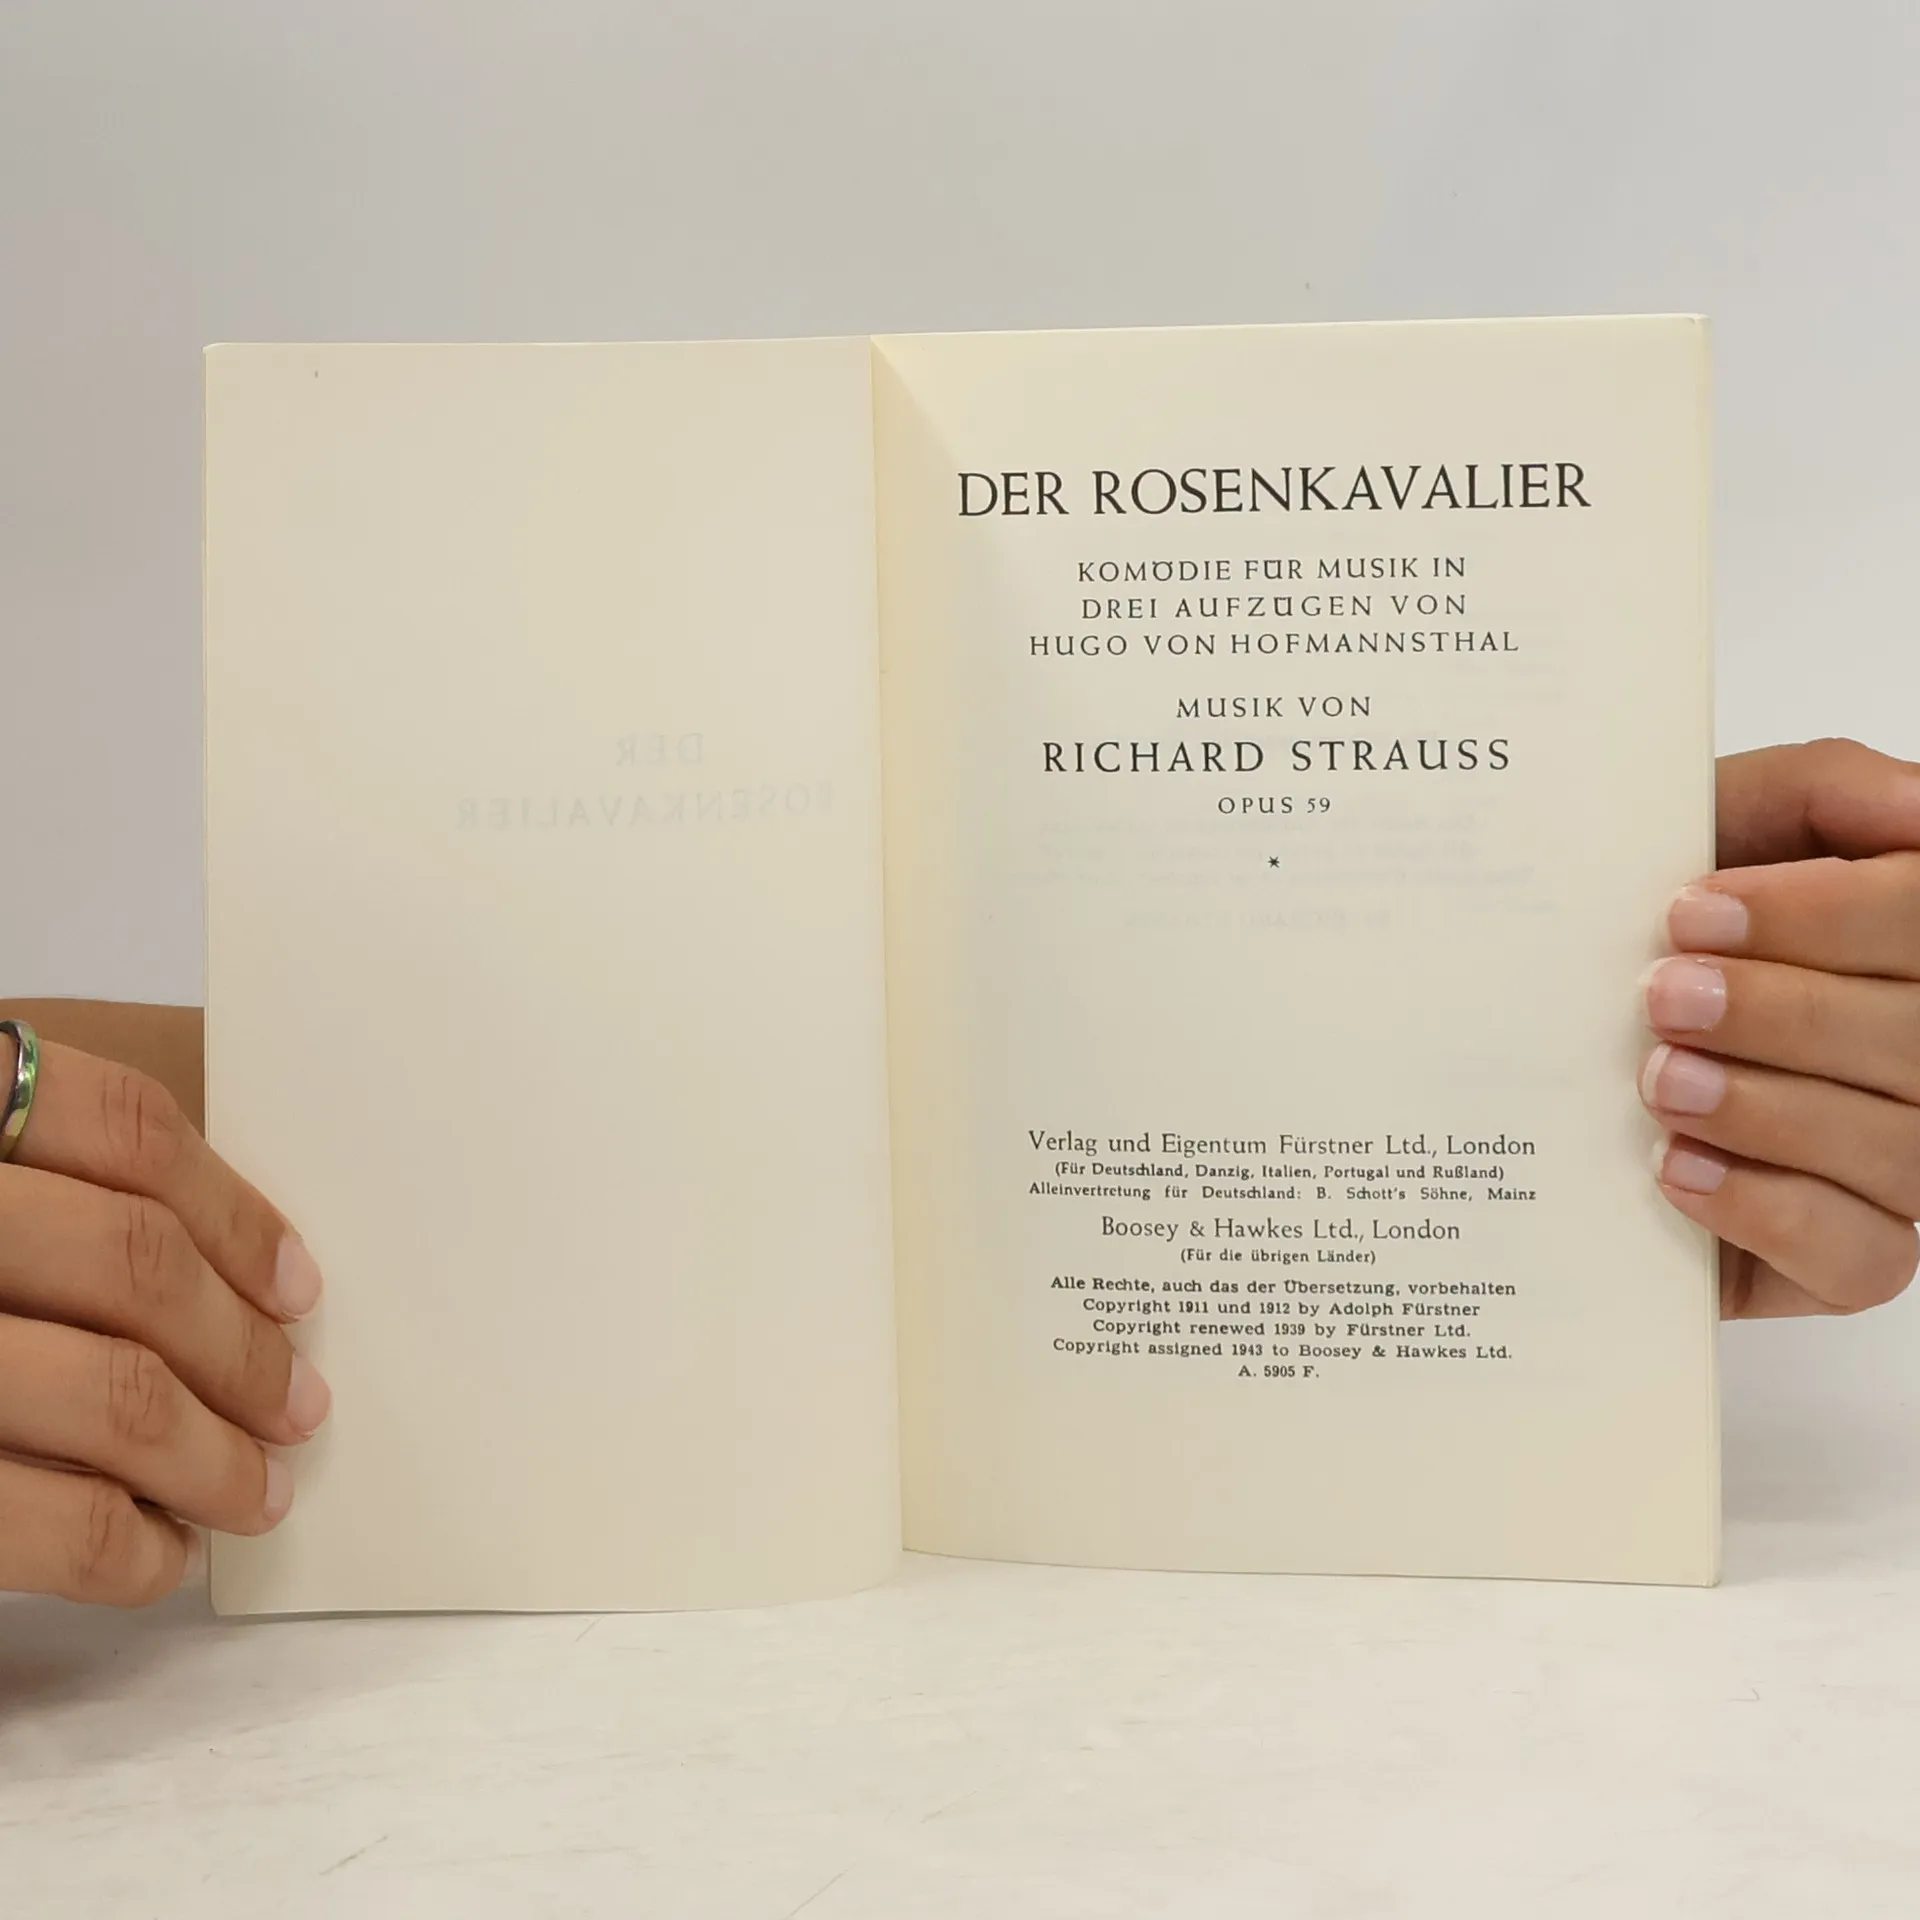 DER ROSENKAVALIER
KOMÖDIE FÜR MUSIK IN
DREI AUFZÜGEN VON
HUGO VON HOFMANNSTHAL
MUSIK VON
RICHARD STRAUSS
OPUS 59
*
Verlag und Eigentum Fürstner Ltd., London
(Für Deutschland, Danzig, Italien, Portugal und Rußland)
Alleinvertretung für Deutschland: B. Schott's Söhne, Mainz
Boosey & Hawkes Ltd., London
(Für die übrigen Länder)
Alle Rechte, auch das der Übersetzung, vorbehalten
Copyright 1911 und 1912 by Adolph Fürstner
Copyright renewed 1939 by Fürstner Ltd.
Copyright assigned 1943 to Boosey & Hawkes Ltd.
A. 5905 F.